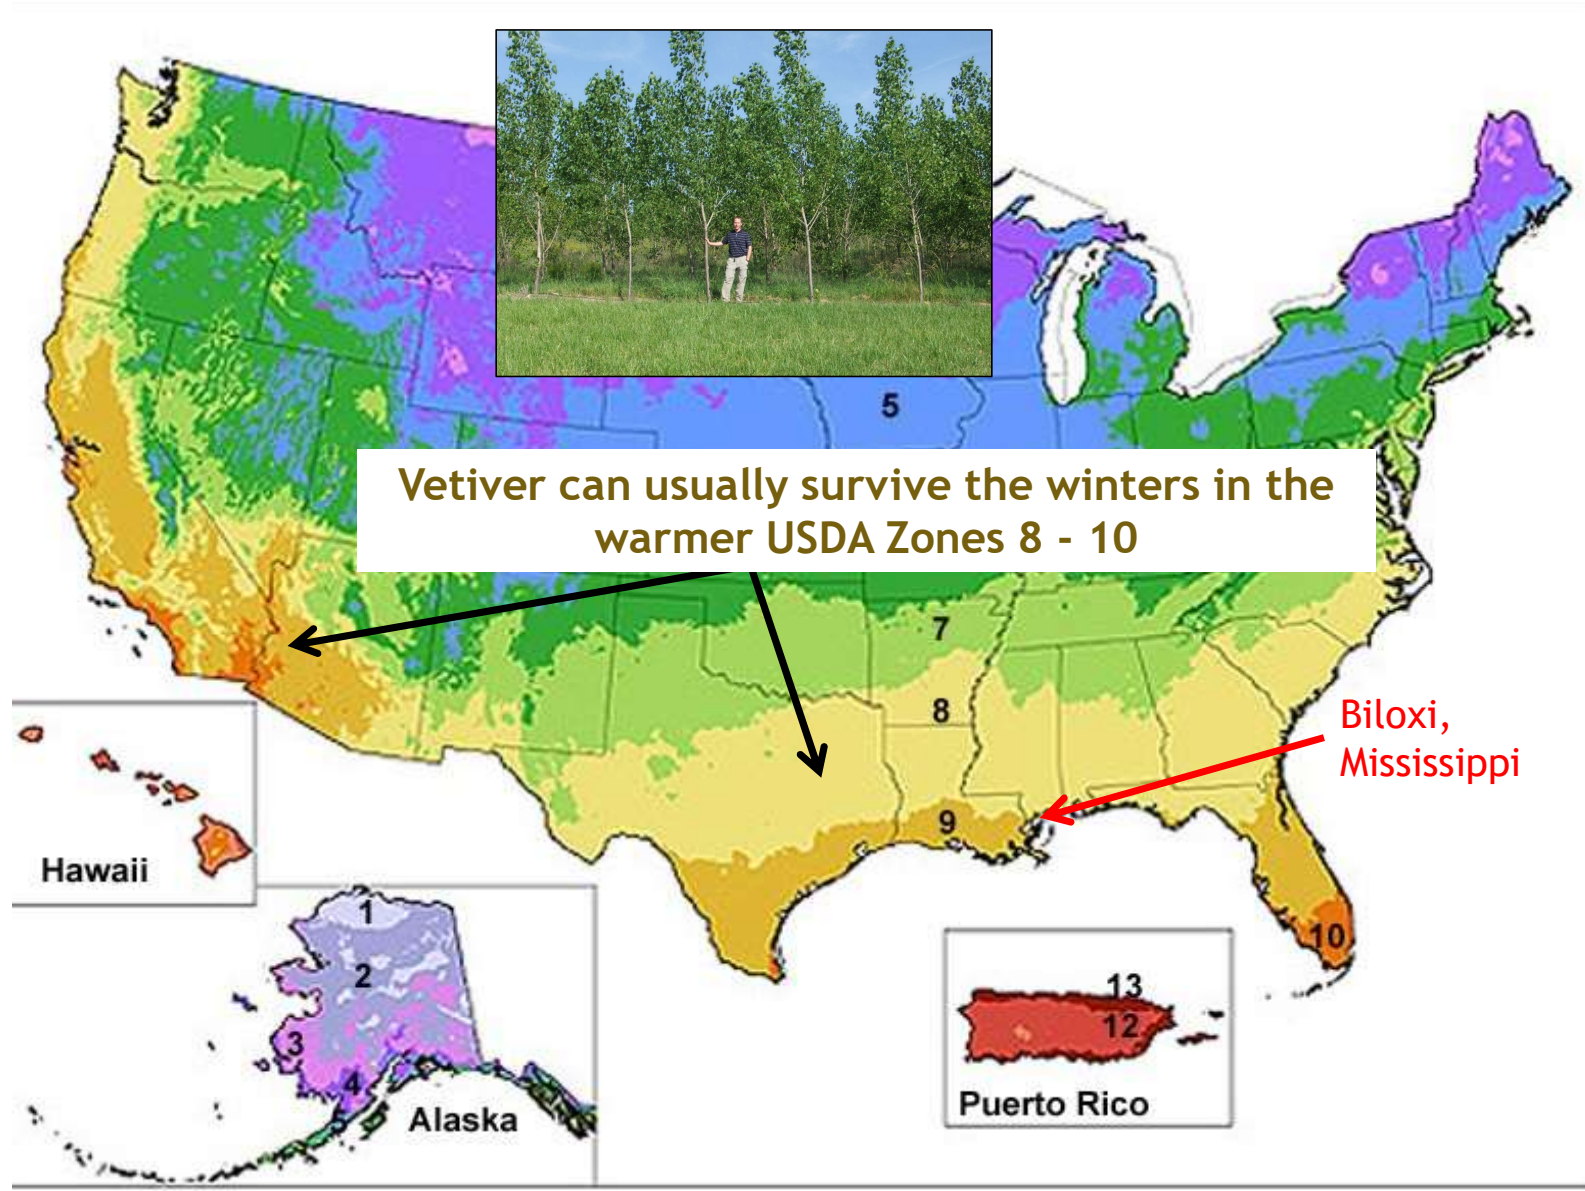 5
Vetiver can usually survive the winters in the
warmer USDA Zones 8 - 10
7
8
Biloxi,
Mississippi
9
Hawaii
1
10
2
13
12
3
4
5
Puerto Rico
Alaska